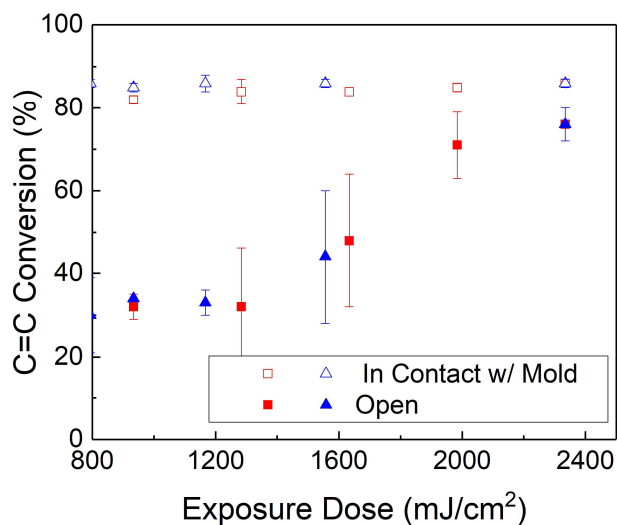 100
80
60
40
20
0
C=C Conversion (%)
In Contact w/ Mold
Open
800 1200 1600 2000 2400
Exposure Dose (mJ/cm²)